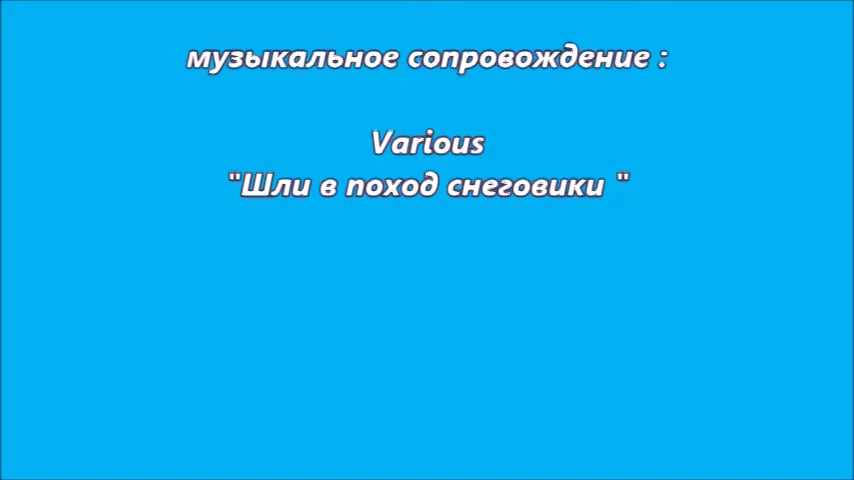 музыкальное сопровождение :
Various
"Шли в поход снеговики "